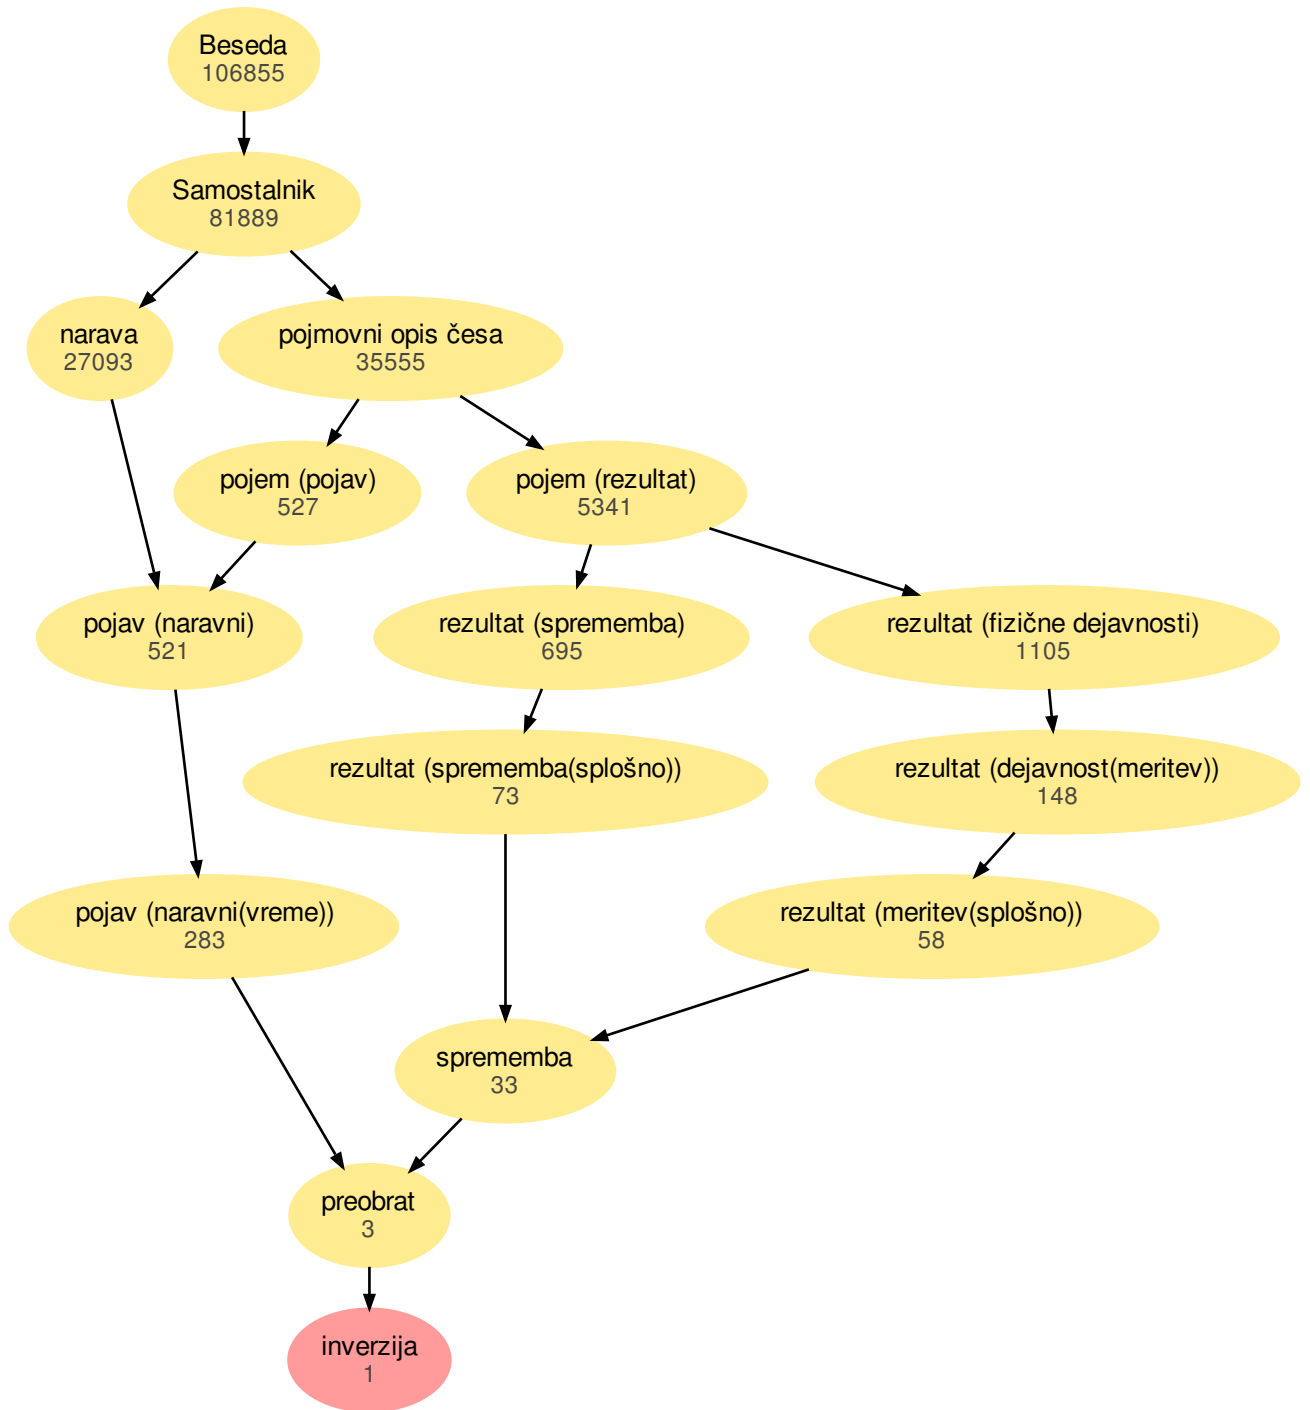 Beseda
106855
Samostalnik
81889
narava
27093
pojmovni opis česa
35555
pojem (pojav)
527
pojem (rezultat)
5341
pojav (naravni)
521
rezultat (sprememba)
695
rezultat (fizične dejavnosti)
1105
rezultat (sprememba(splošno))
73
rezultat (dejavnost(meritev))
148
pojav (naravni(vreme))
283
rezultat (meritev(splošno))
58
sprememba
33
preobrat
3
inverzija
1